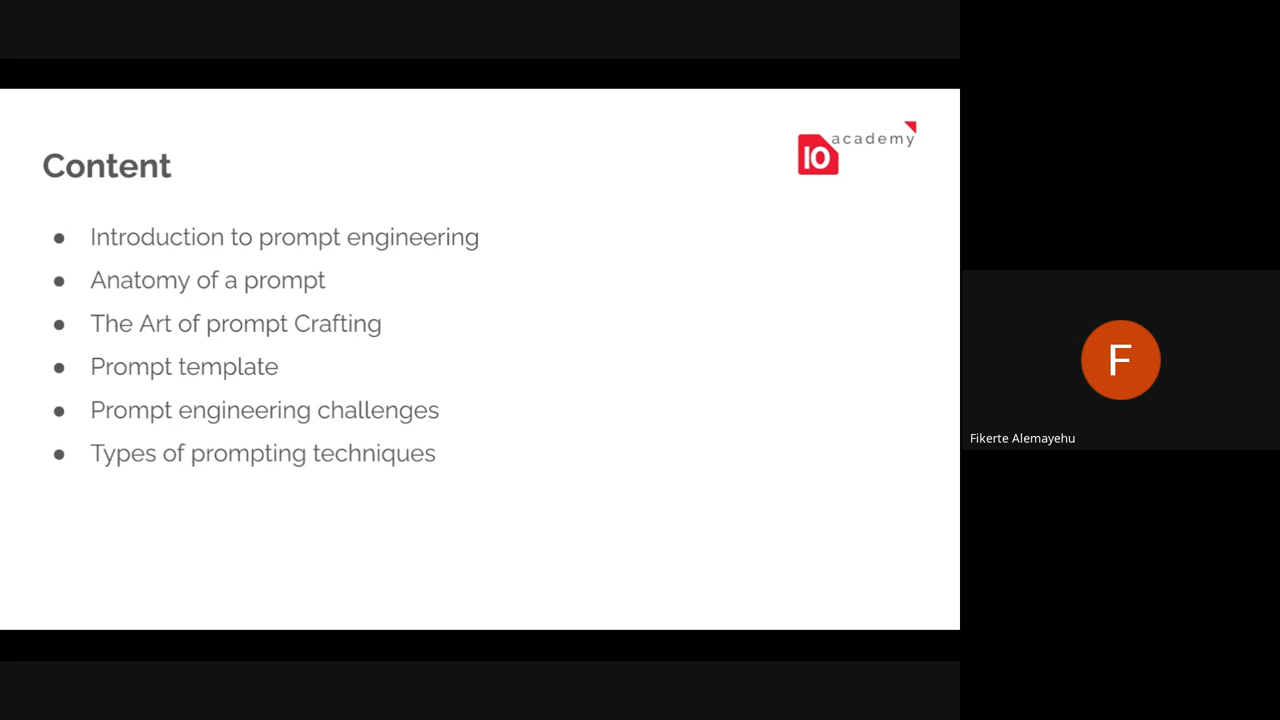 Content
10 academy
● Introduction to prompt engineering
● Anatomy of a prompt
● The Art of prompt Crafting
● Prompt template
● Prompt engineering challenges
● Types of prompting techniques
F
Fikerte Alemayehu